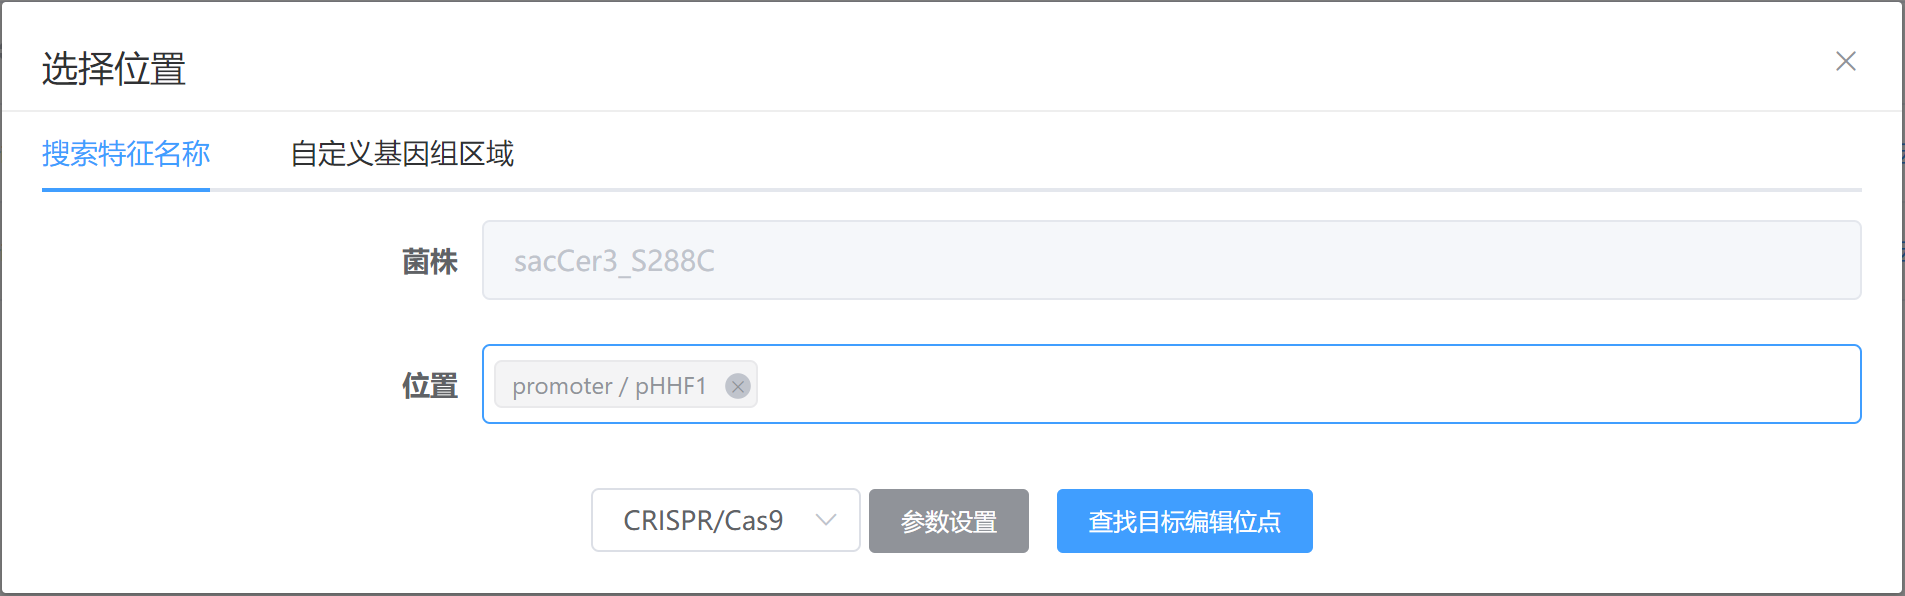 选择位置
搜索特征名称 自定义基因组区域
菌株 sacCer3_S288C
位置 promoter / pHHF1
CRISPR/Cas9 参数设置 查找目标编辑位点